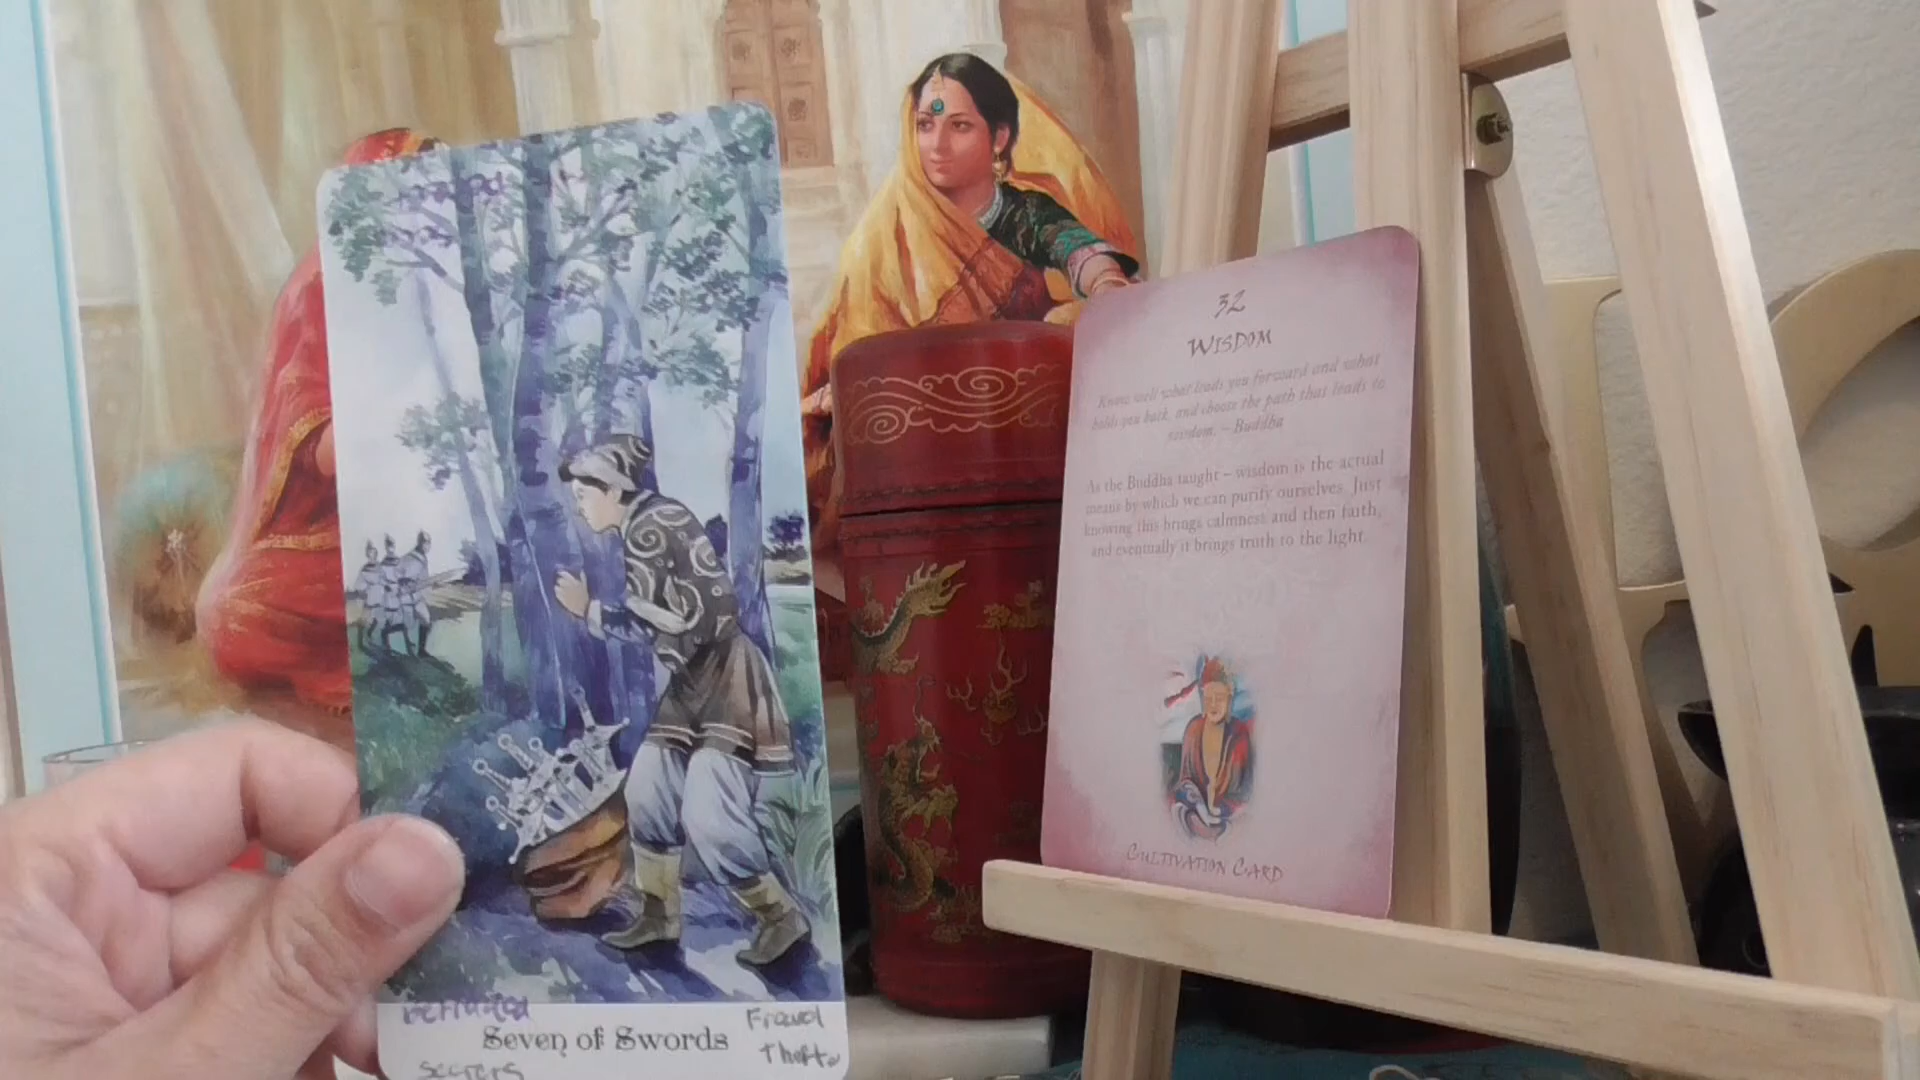 Betrayed
Seven of Swords
secrets
Fraud
Theft
32
WISDOM
Know well what leads you forward and what
holds you back, and choose the path that leads to
wisdom. – Buddha
As the Buddha taught – wisdom is the actual
means by which we can purify ourselves. Just
knowing this brings calmness and then faith,
and eventually it brings truth to the light.
CULTIVATION CARD